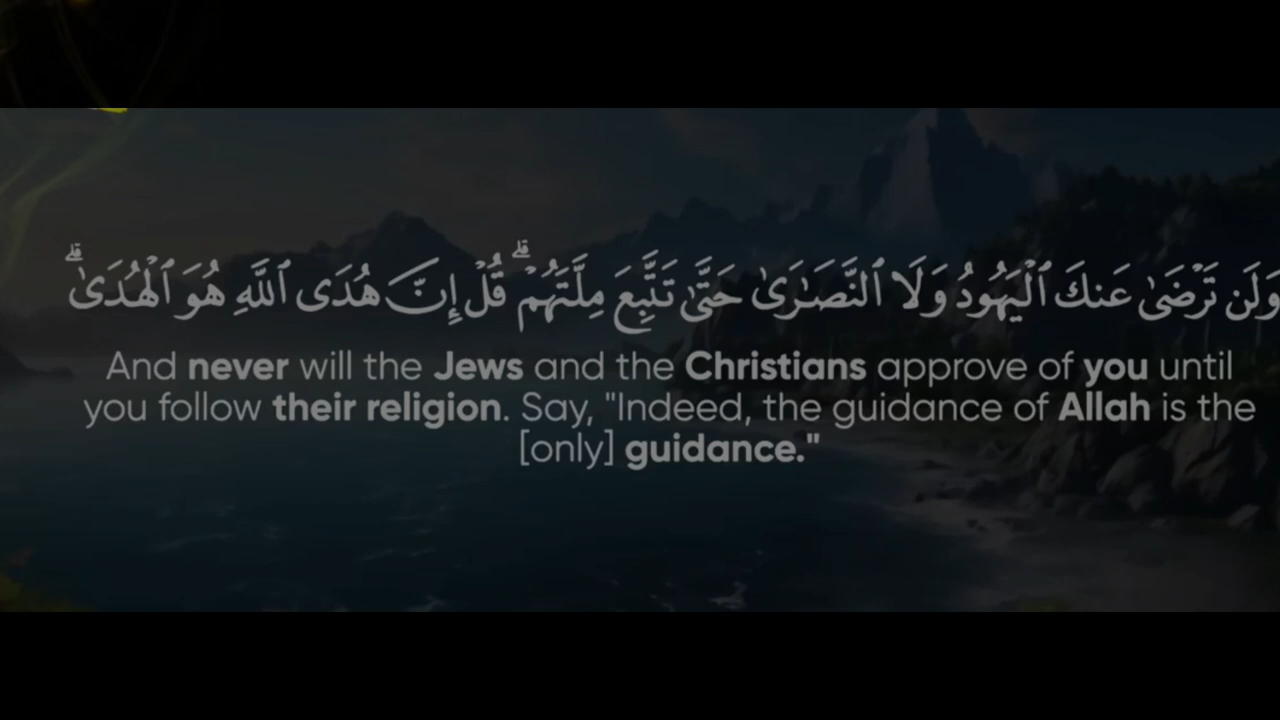 وَلَن تَرْضَىٰ عَنكَ ٱلْيَهُودُ وَلَا ٱلنَّصَـٰرَىٰ حَتَّىٰ تَتَّبِعَ مِلَّتَهُمْ ۗ قُلْ إِنَّ هُدَى ٱللَّهِ هُوَ ٱلْهُدَىٰ ۗ
And never will the Jews and the Christians approve of you until
you follow their religion. Say, "Indeed, the guidance of Allah is the
[only] guidance."